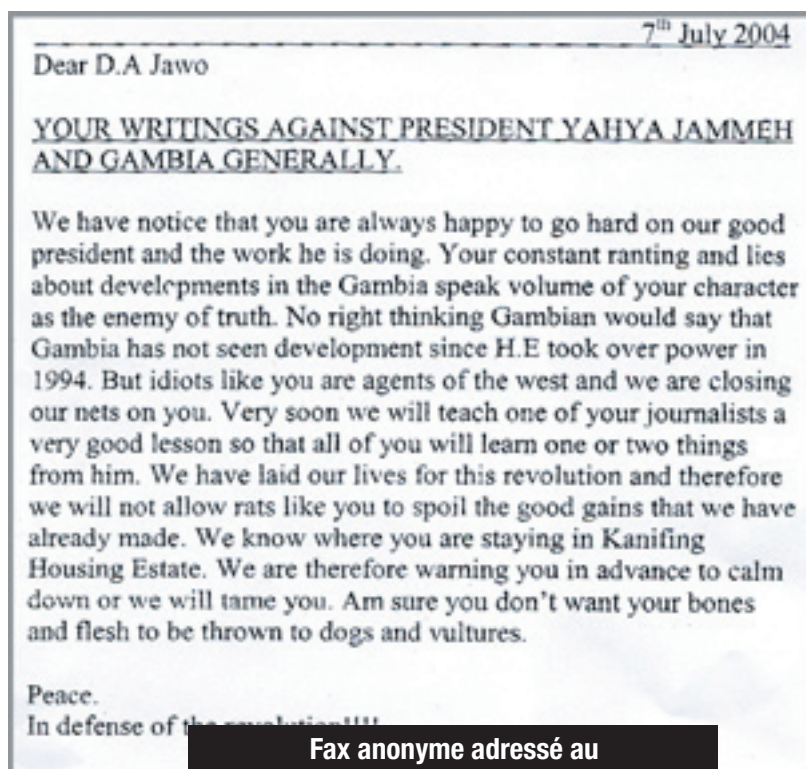 7th July 2004
Dear D.A Jawo
YOUR WRITINGS AGAINST PRESIDENT YAHYA JAMMEH
AND GAMBIA GENERALLY.
We have notice that you are always happy to go hard on our good
president and the work he is doing. Your constant ranting and lies
about developments in the Gambia speak volume of your character
as the enemy of truth. No right thinking Gambian would say that
Gambia has not seen development since H.E took over power in
1994. But idiots like you are agents of the west and we are closing
our nets on you. Very soon we will teach one of your journalists a
very good lesson so that all of you will learn one or two things
from him. We have laid our lives for this revolution and therefore
we will not allow rats like you to spoil the good gains that we have
already made. We know where you are staying in Kanifing
Housing Estate. We are therefore warning you in advance to calm
down or we will tame you. Am sure you don't want your bones
and flesh to be thrown to dogs and vultures.
Peace.
In defense of the revolution!!!!
Fax anonyme adressé au